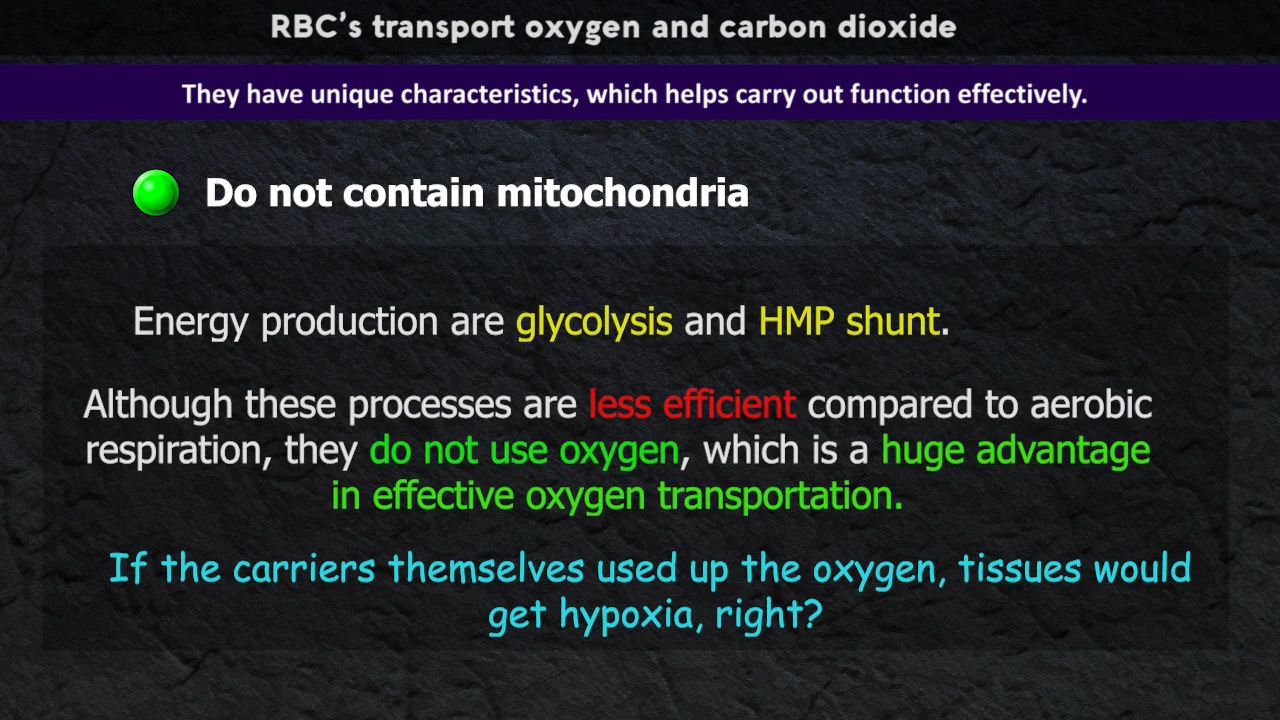 RBC's transport oxygen and carbon dioxide
They have unique characteristics, which helps carry out function effectively.
Do not contain mitochondria
Energy production are glycolysis and HMP shunt.
Although these processes are less efficient compared to aerobic
respiration, they do not use oxygen, which is a huge advantage
in effective oxygen transportation.
If the carriers themselves used up the oxygen, tissues would
get hypoxia, right?